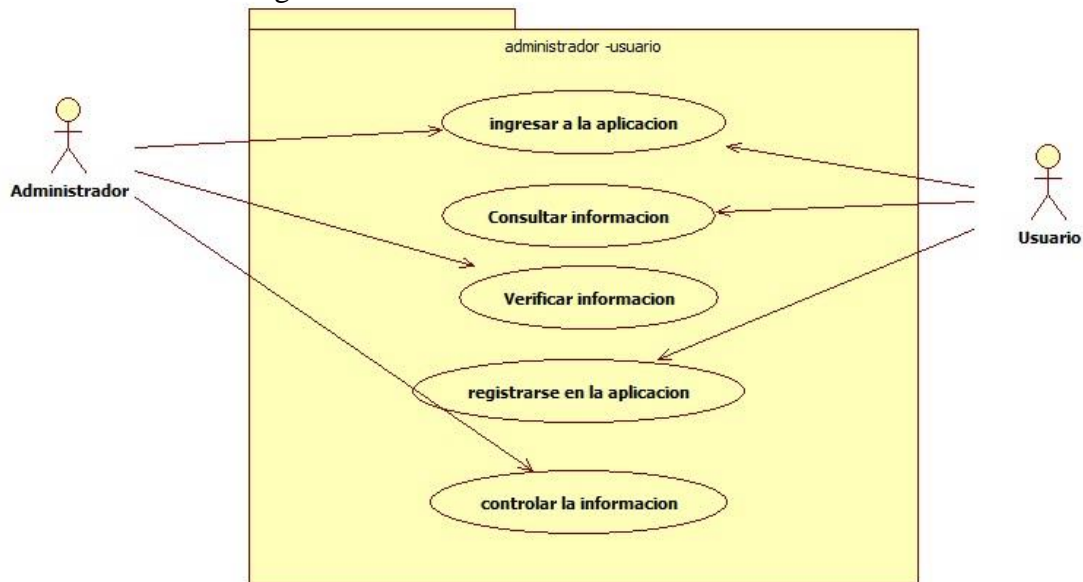 administrador -usuario
ingresar a la aplicacion
Administrador
Consultar informacion
Usuario
Verificar informacion
registrarse en la aplicacion
controlar la informacion